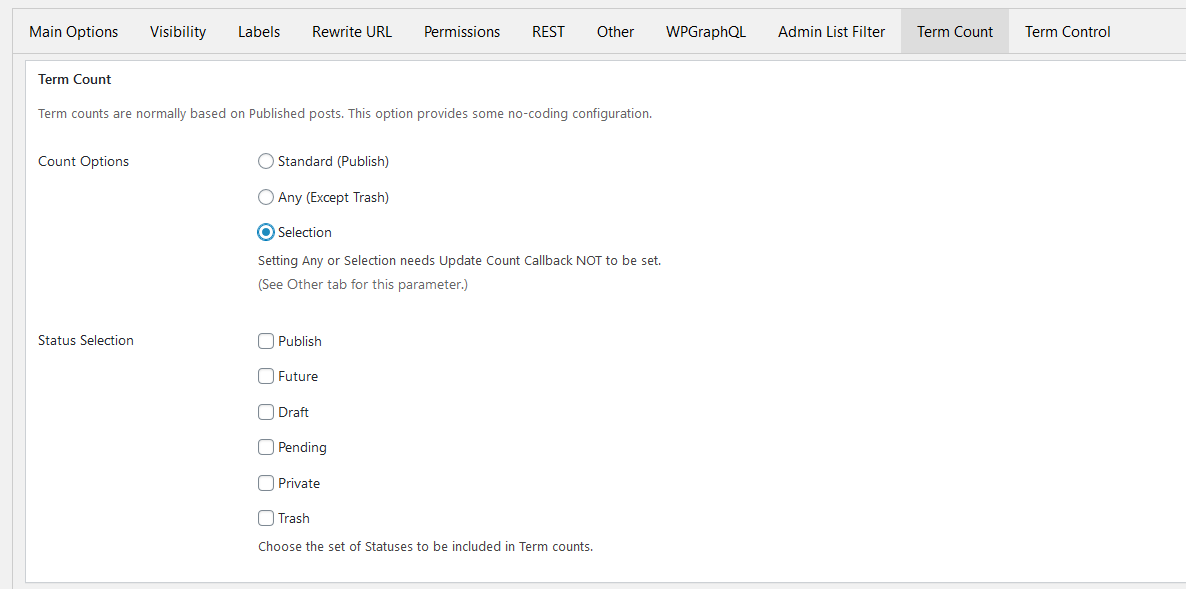 Main Options Visibility Labels Rewrite URL Permissions REST Other WPGraphQL Admin List Filter Term Count Term Control
Term Count
Term counts are normally based on Published posts. This option provides some no-coding configuration.
Count Options
Standard (Publish)
Any (Except Trash)
Selection
Setting Any or Selection needs Update Count Callback NOT to be set.
(See Other tab for this parameter.)
Status Selection
Publish
Future
Draft
Pending
Private
Trash
Choose the set of Statuses to be included in Term counts.